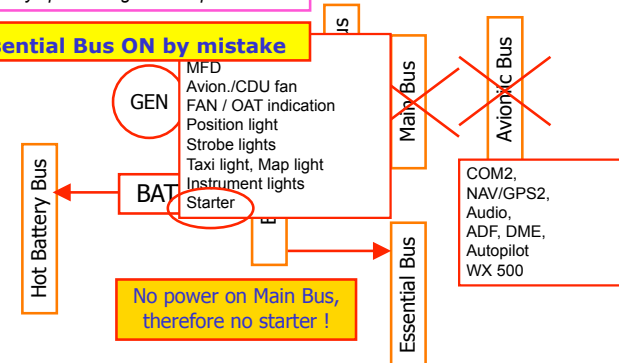 sential Bus ON by mistake
MFD
Avion./CDU fan
FAN / OAT indication
Position light
Strobe lights
Taxi light, Map light
Instrument lights
Starter
GEN
BAT
Hot Battery Bus
Main Bus
Avionic Bus
COM2,
NAV/GPS2,
Audio,
ADF, DME,
Autopilot
WX 500
Essential Bus
No power on Main Bus,
therefore no starter !